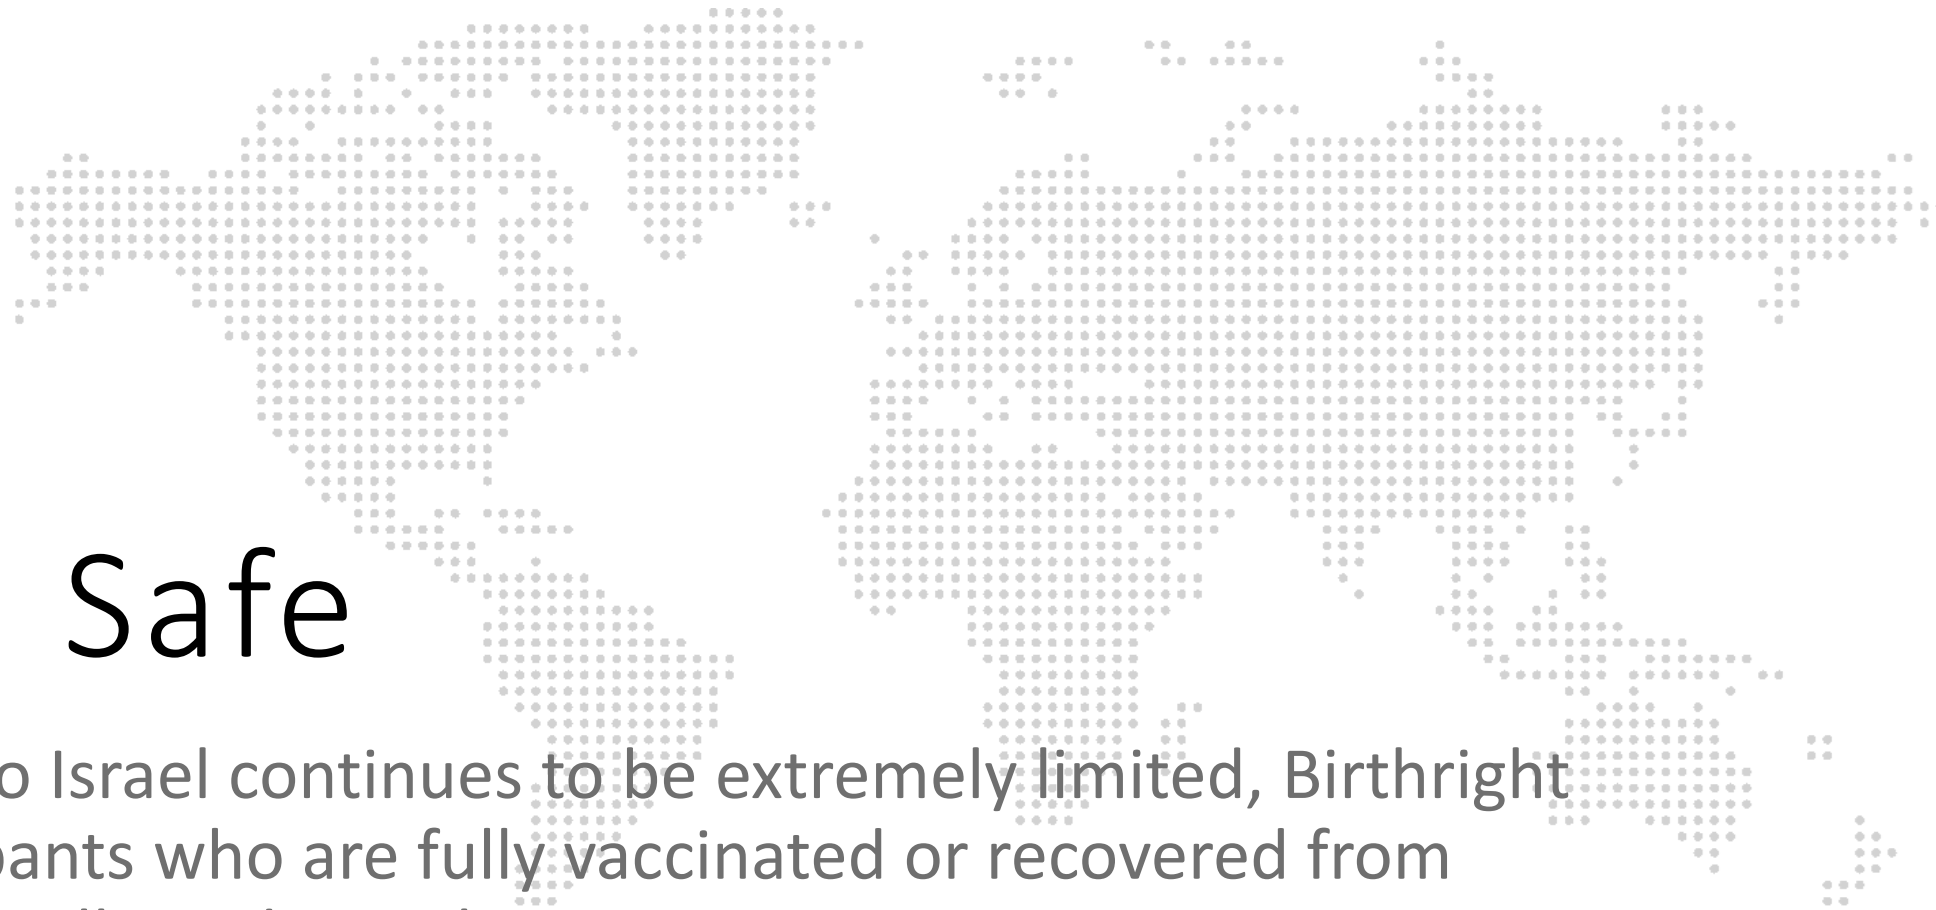 Safe
o Israel continues to be extremely limited, Birthright
pants who are fully vaccinated or recovered from